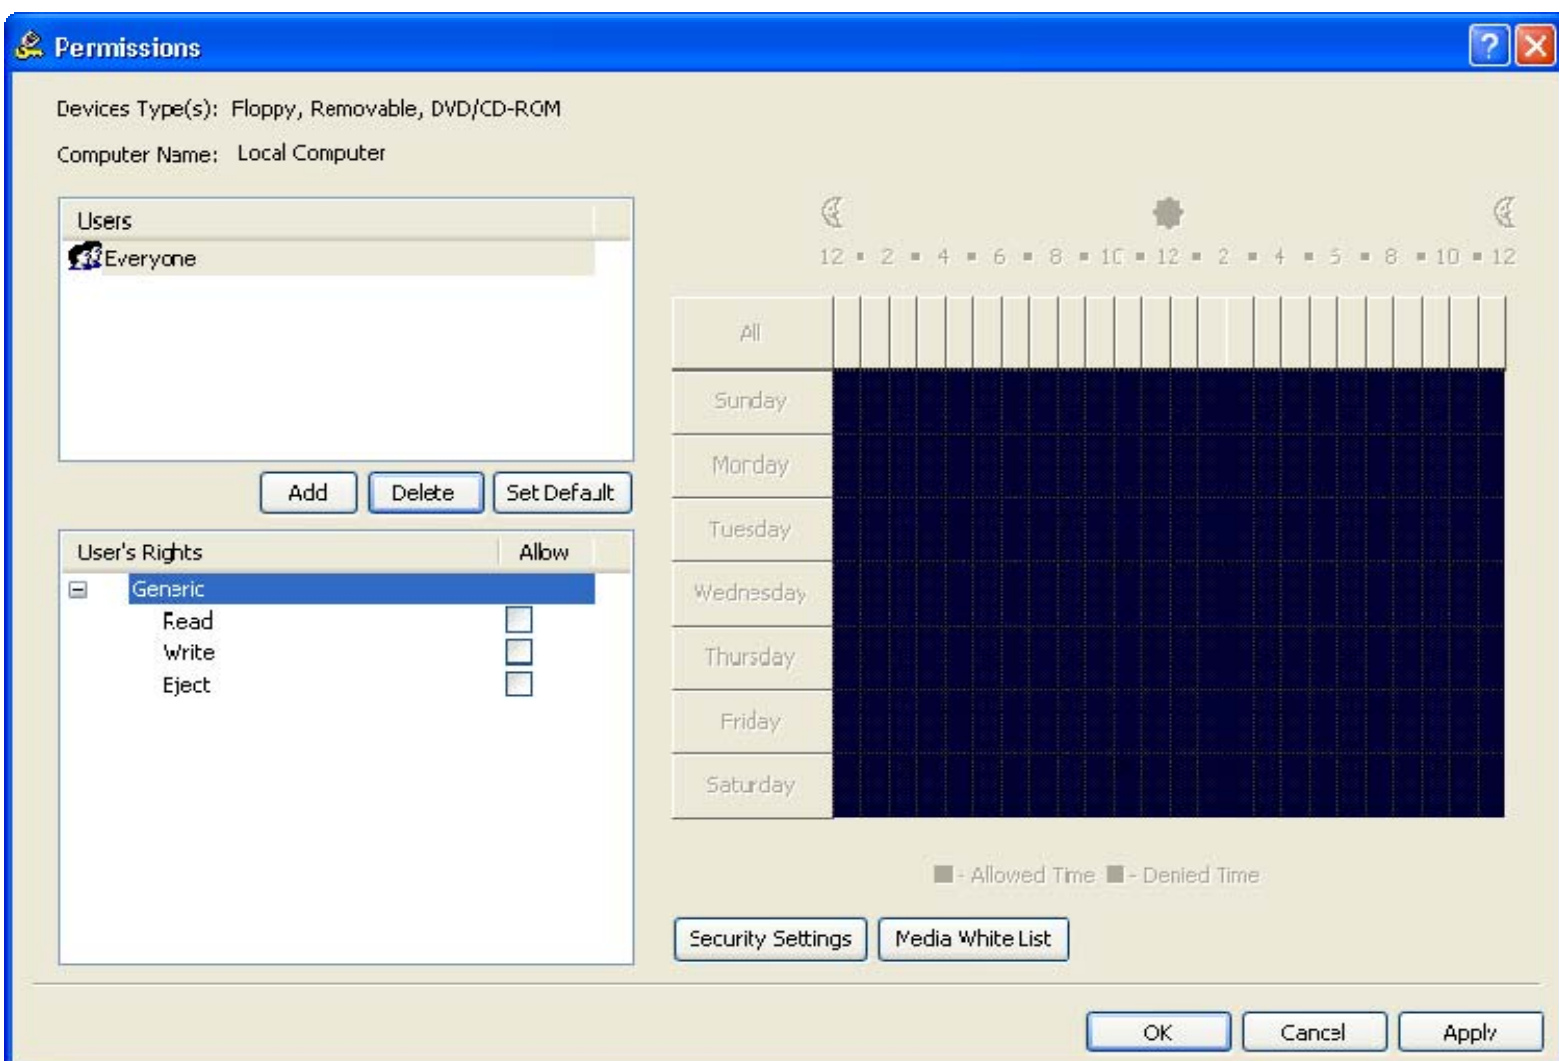 Permissions
Devices Type(s): Floppy, Removable, DVD/CD-ROM
Computer Name: Local Computer
Users
Everyone
Add Delete Set Default
User's Rights Allow
Generic
Read
Write
Eject
12 2 4 6 8 10 12 2 4 6 8 10 12
All
Sunday
Monday
Tuesday
Wednesday
Thursday
Friday
Saturday
- Allowed Time - Denied Time
Security Settings Media White List
OK Cancel Apply